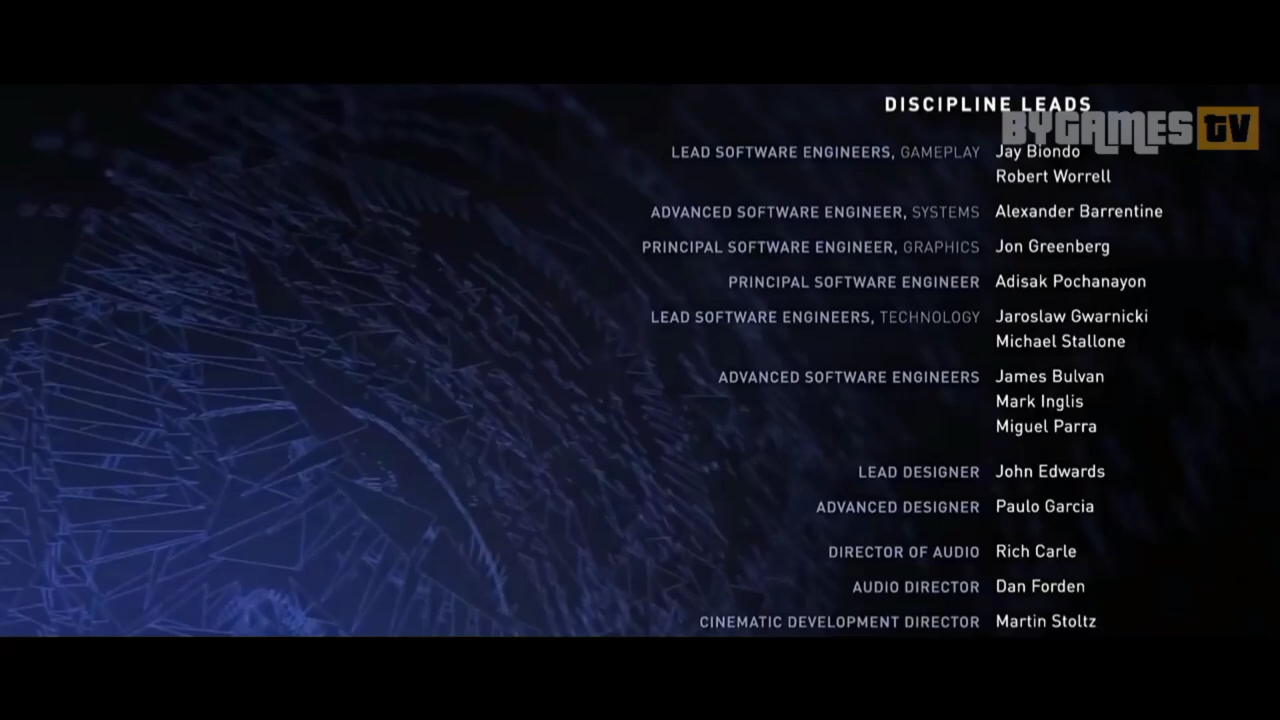 DISCIPLINE LEADS
BYGAMES TV
LEAD SOFTWARE ENGINEERS, GAMEPLAY Jay Biondo
Robert Worrell
ADVANCED SOFTWARE ENGINEER, SYSTEMS Alexander Barrentine
PRINCIPAL SOFTWARE ENGINEER, GRAPHICS Jon Greenberg
PRINCIPAL SOFTWARE ENGINEER Adisak Pochanayon
LEAD SOFTWARE ENGINEERS, TECHNOLOGY Jaroslaw Gwarnicki
Michael Stallone
ADVANCED SOFTWARE ENGINEERS James Bulvan
Mark Inglis
Miguel Parra
LEAD DESIGNER John Edwards
ADVANCED DESIGNER Paulo Garcia
DIRECTOR OF AUDIO Rich Carle
AUDIO DIRECTOR Dan Forden
CINEMATIC DEVELOPMENT DIRECTOR Martin Stoltz